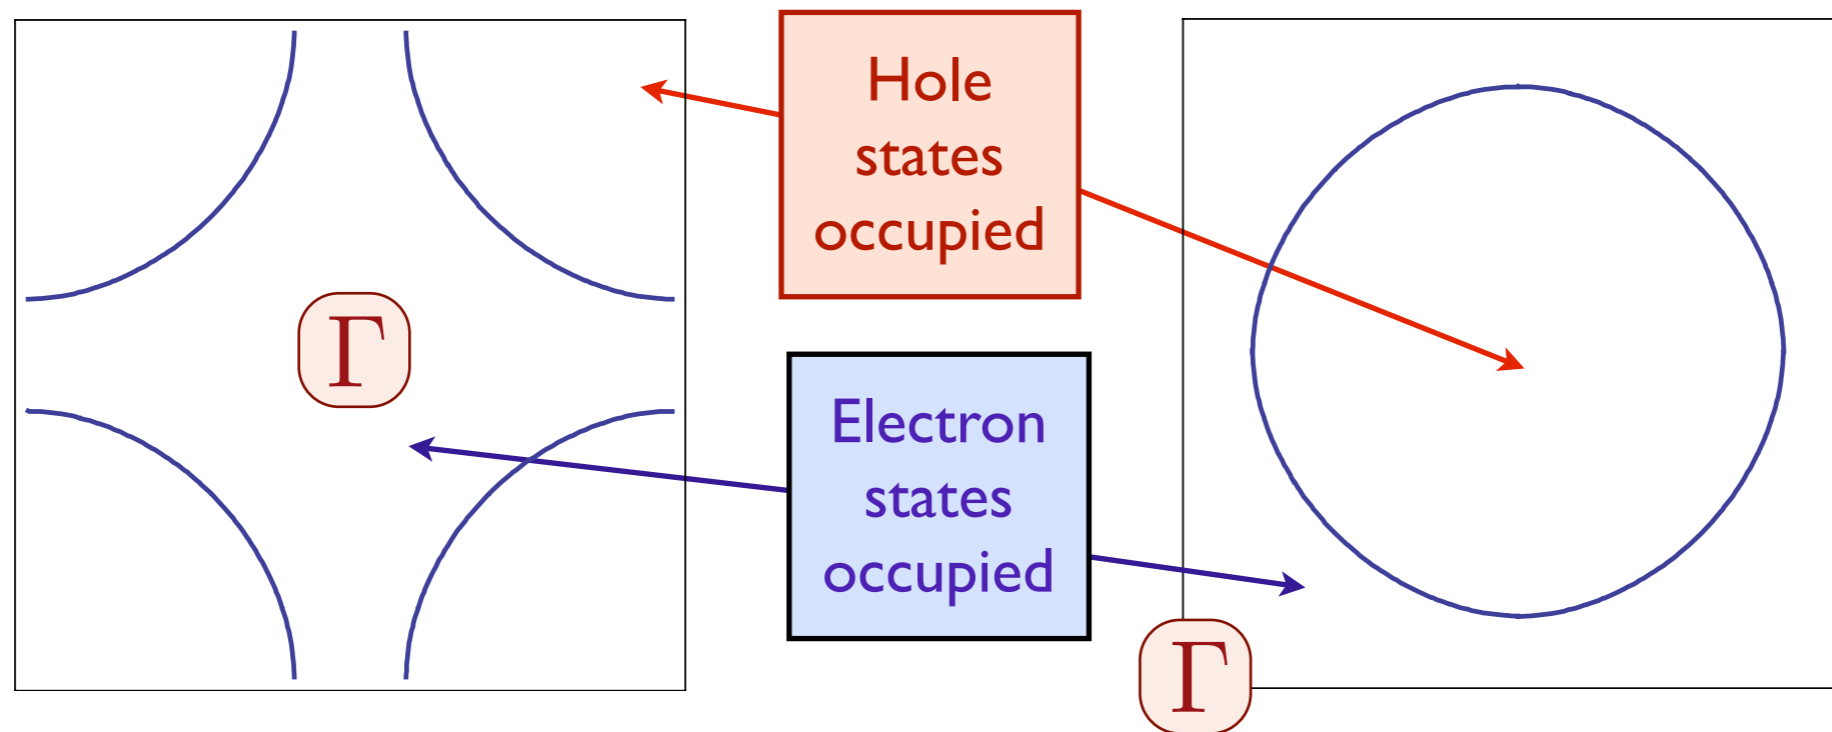 Hole
states
occupied
Γ
Electron
states
occupied
Γ